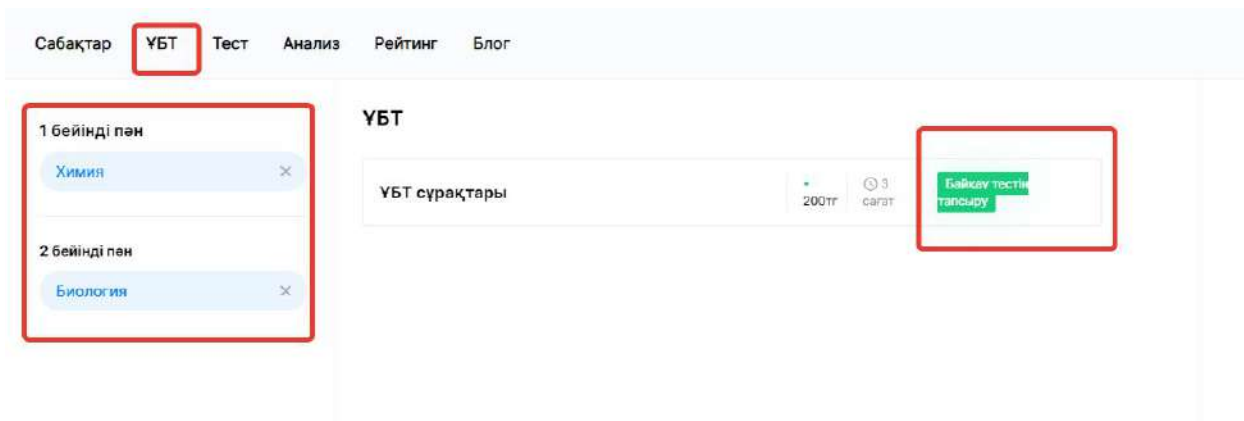 Сабақтар ҰБТ Тест Анализ Рейтинг Блог
1 бейінді пән
Химия
2 бейінді пән
Биология
ҰБТ
ҰБТ сұрақтары
200тг
3
сағат
Байқау тестін
тапсыру